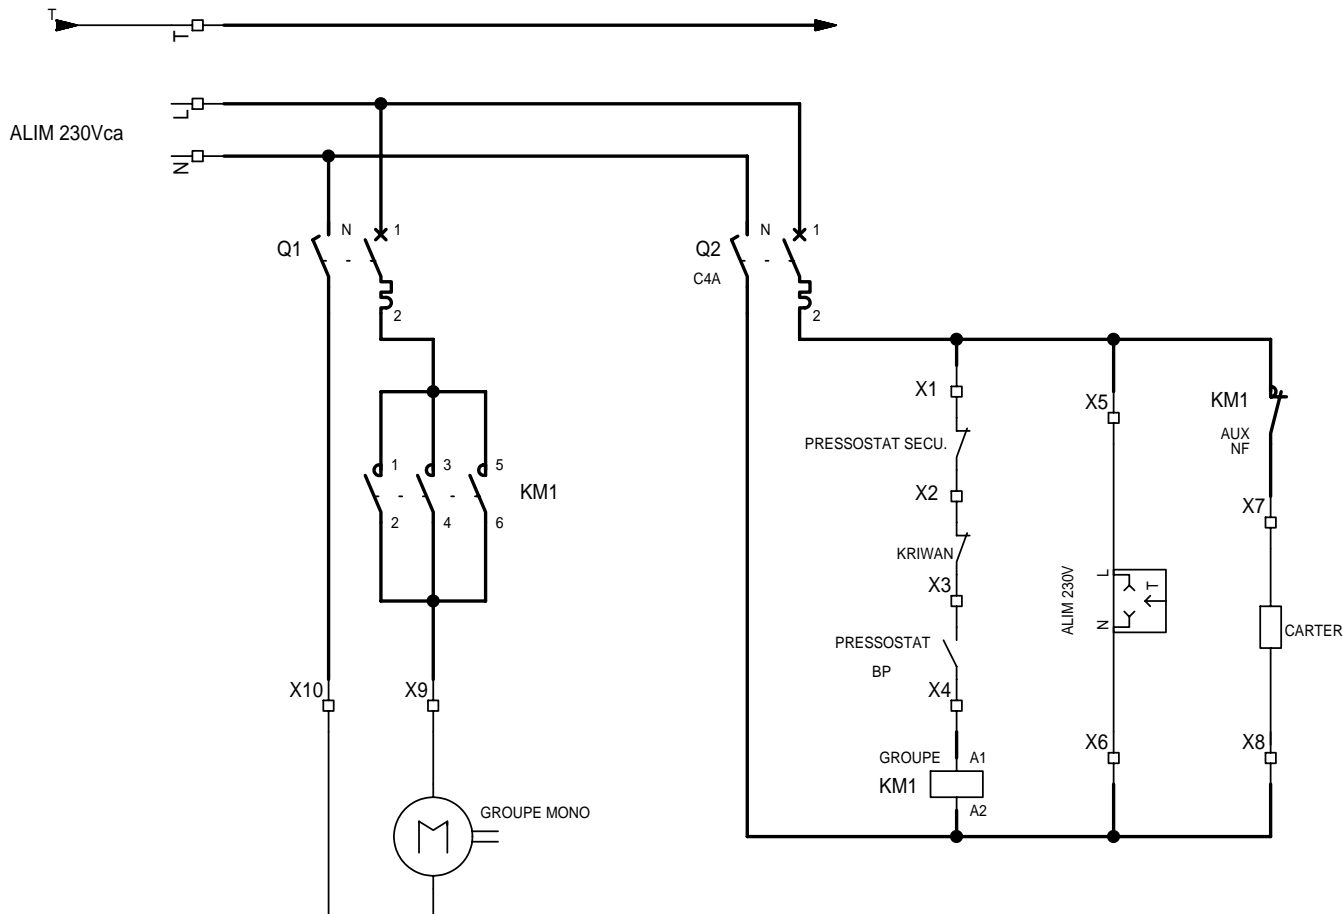 T
T
L
ALIM 230Vca
N
Q1
N
1
2
Q2
C4A
N
1
2
X1
X5
KM1
AUX
NF
PRESSOSTAT SECU.
1
3
5
KM1
2
4
6
X2
X7
KRIWAN
X3
ALIM 230V
L
T
N
CARTER
PRESSOSTAT
BP
X10
X9
X4
X6
X8
GROUPE
A1
KM1
A2
GROUPE MONO
M